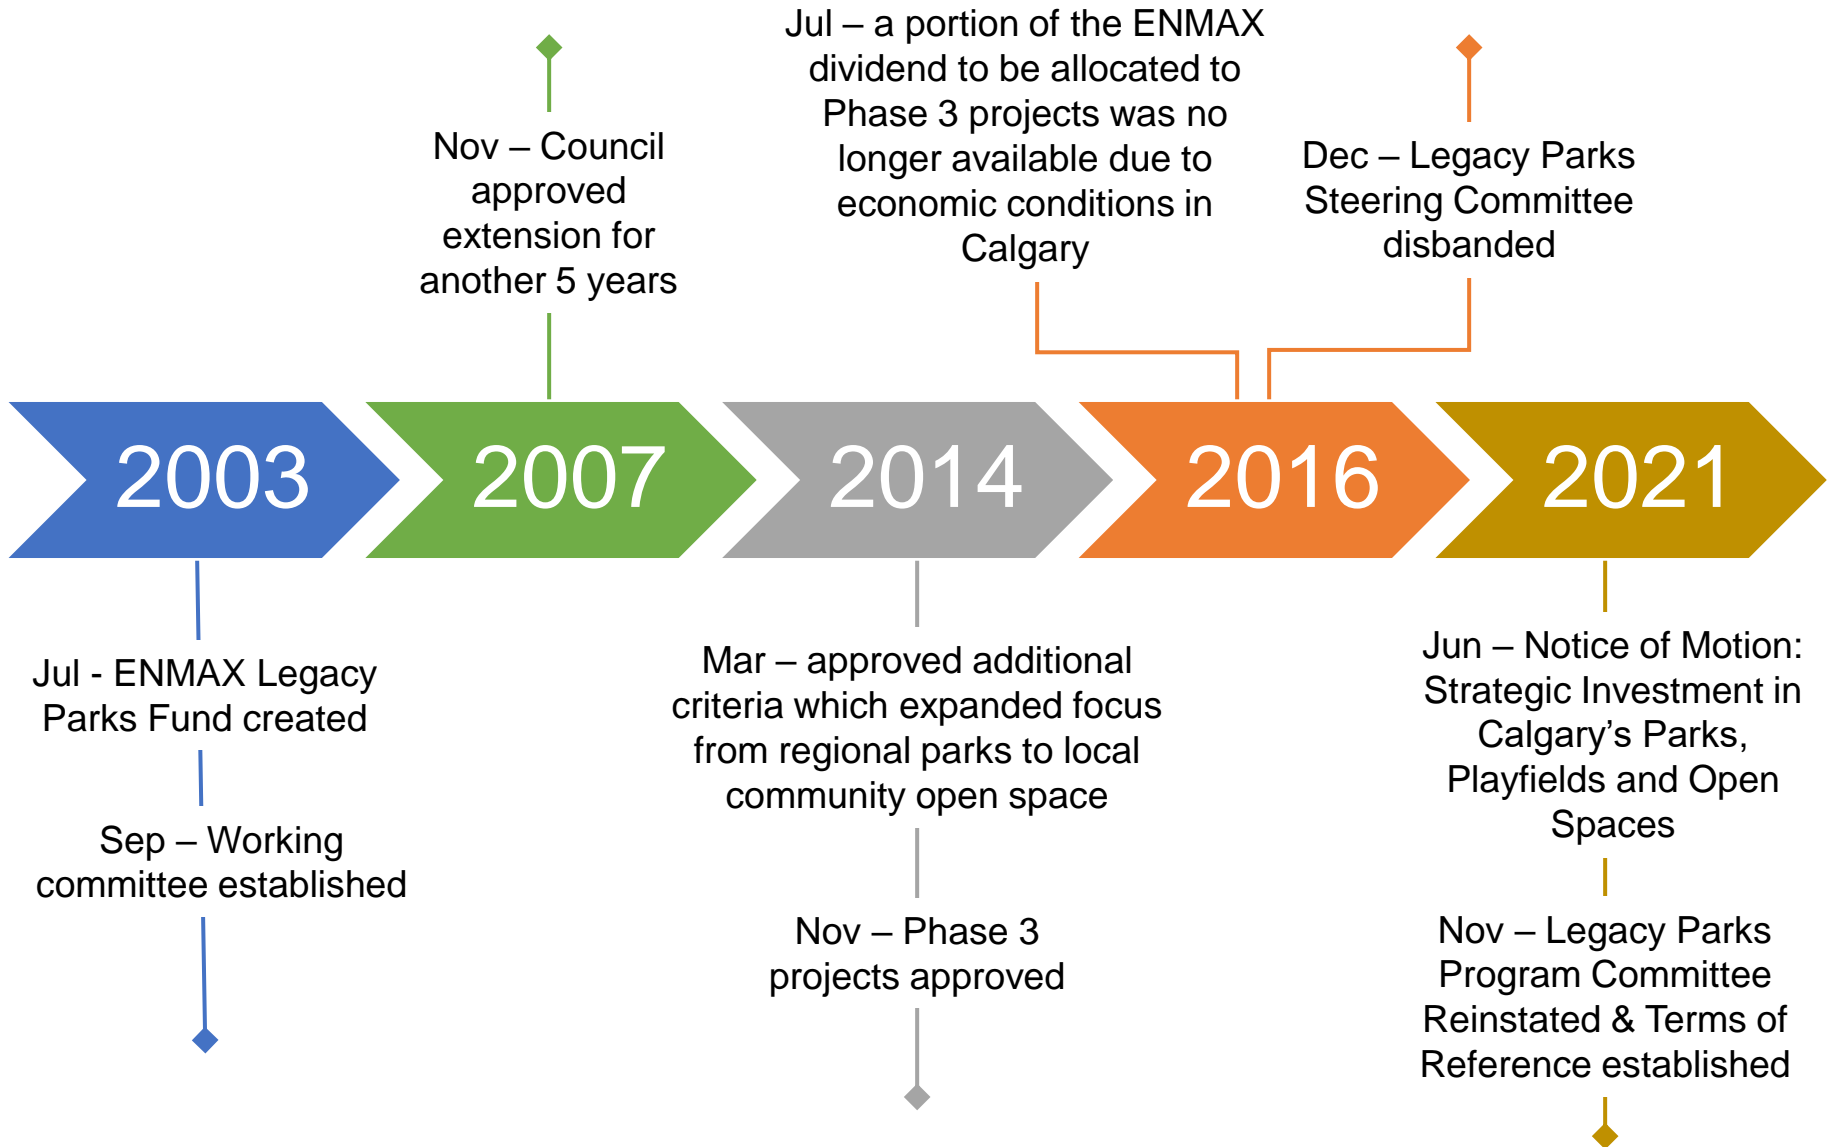 Jul – a portion of the ENMAX
dividend to be allocated to
Phase 3 projects was no
longer available due to
economic conditions in
Calgary
Nov – Council
approved
extension for
another 5 years
Dec – Legacy Parks
Steering Committee
disbanded
2003
2007
2014
2016
2021
Jul - ENMAX Legacy
Parks Fund created
Sep – Working
committee established
Mar – approved additional
criteria which expanded focus
from regional parks to local
community open space
Nov – Phase 3
projects approved
Jun – Notice of Motion:
Strategic Investment in
Calgary’s Parks,
Playfields and Open
Spaces
Nov – Legacy Parks
Program Committee
Reinstated & Terms of
Reference established